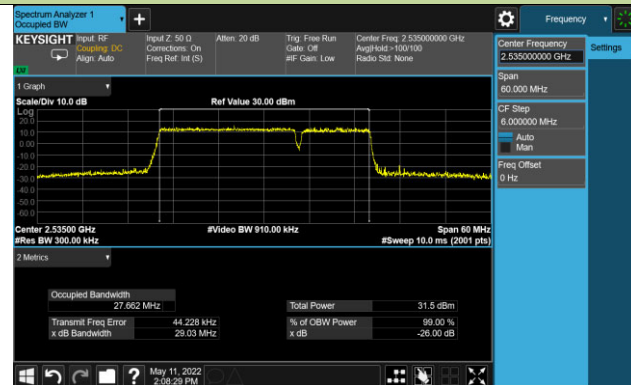 Spectrum Analyzer 1
Occupied BW
Frequency
KEYSIGHT Input: RF
Coupling: DC
Align: Auto
Input Z: 50 Ω
Corrections: On
Freq Ref: Int (S)
Atten: 20 dB
Trig: Free Run
Gate: Off
#IF Gain: Low
Center Freq: 2.535000000 GHz
Avg|Hold:>100/100
Radio Std: None
LXI
Center Frequency
2.535000000 GHz
Settings
Span
60.000 MHz
CF Step
6.000000 MHz
Auto
Man
Freq Offset
0 Hz
1 Graph
Scale/Div 10.0 dB
Ref Value 30.00 dBm
Log
20.0
10.0
0.00
-10.0
-20.0
-30.0
-40.0
-50.0
-60.0
Center 2.53500 GHz
#Video BW 910.00 kHz
Span 60 MHz
#Res BW 300.00 kHz
#Sweep 10.0 ms (2001 pts)
2 Metrics
Occupied Bandwidth
27.662 MHz
Total Power 31.5 dBm
Transmit Freq Error 44.228 kHz
% of OBW Power 99.00 %
x dB Bandwidth 29.03 MHz
x dB -26.00 dB
?
May 11, 2022
2:08:29 PM